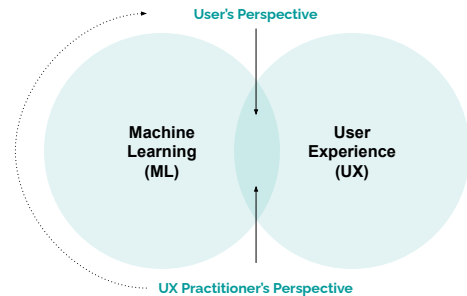 User's Perspective
Machine
Learning
(ML)
User
Experience
(UX)
UX Practitioner's Perspective